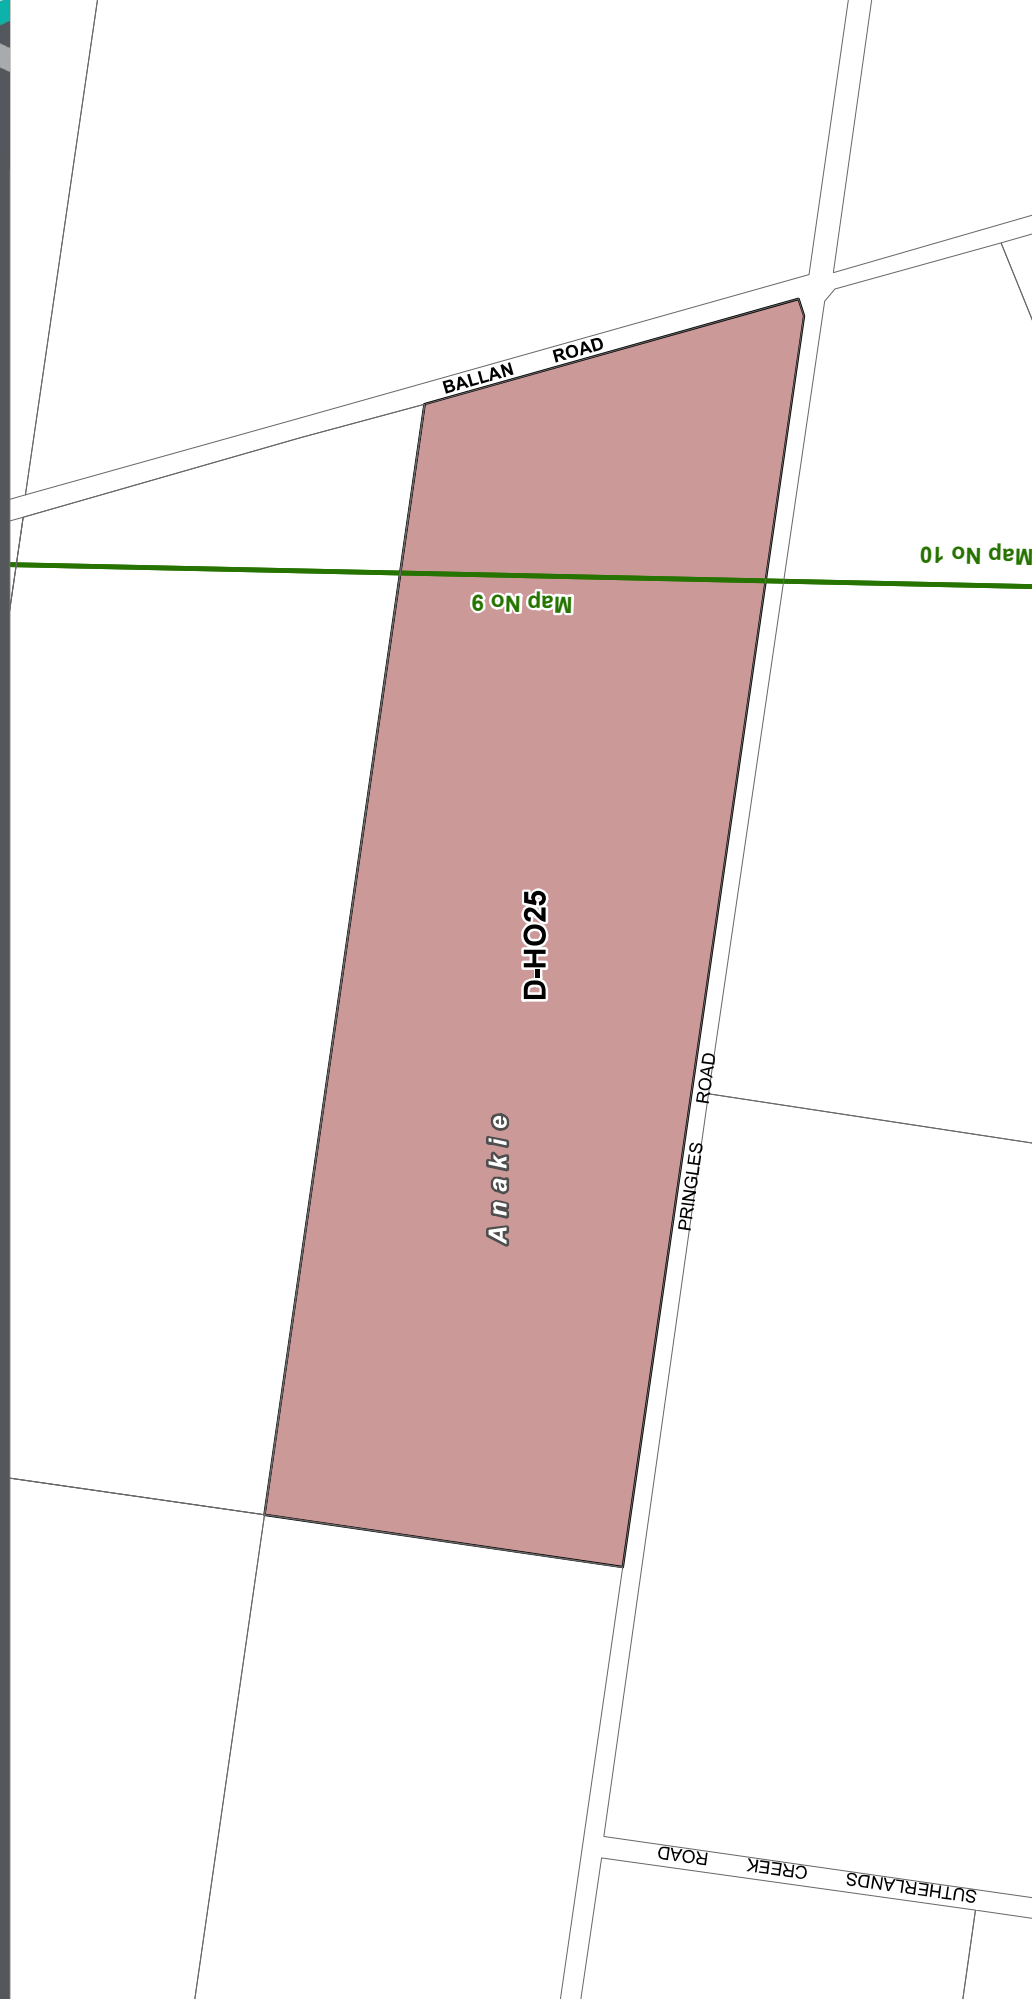 BALLAN ROAD
Map No 10
Map No 9
D-HO25
Anakie
PRINGLES ROAD
SUTHERLANDS CREEK ROAD